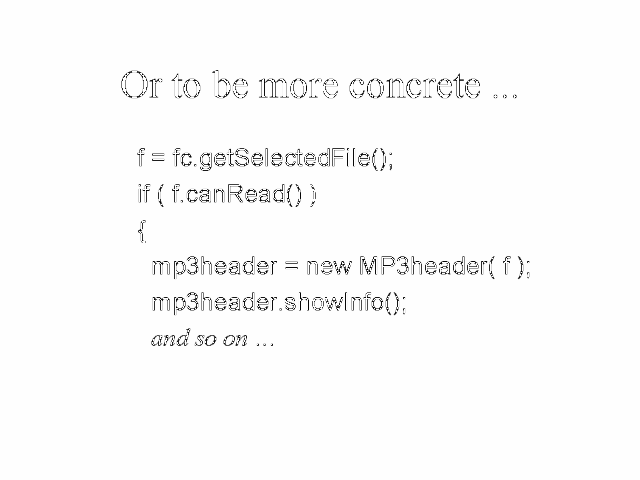 Or to be more concrete ...
f = fc.getSelectedFile();
if ( f.canRead() )
{
mp3header = new MP3header( f );
mp3header.showInfo();
and so on ...